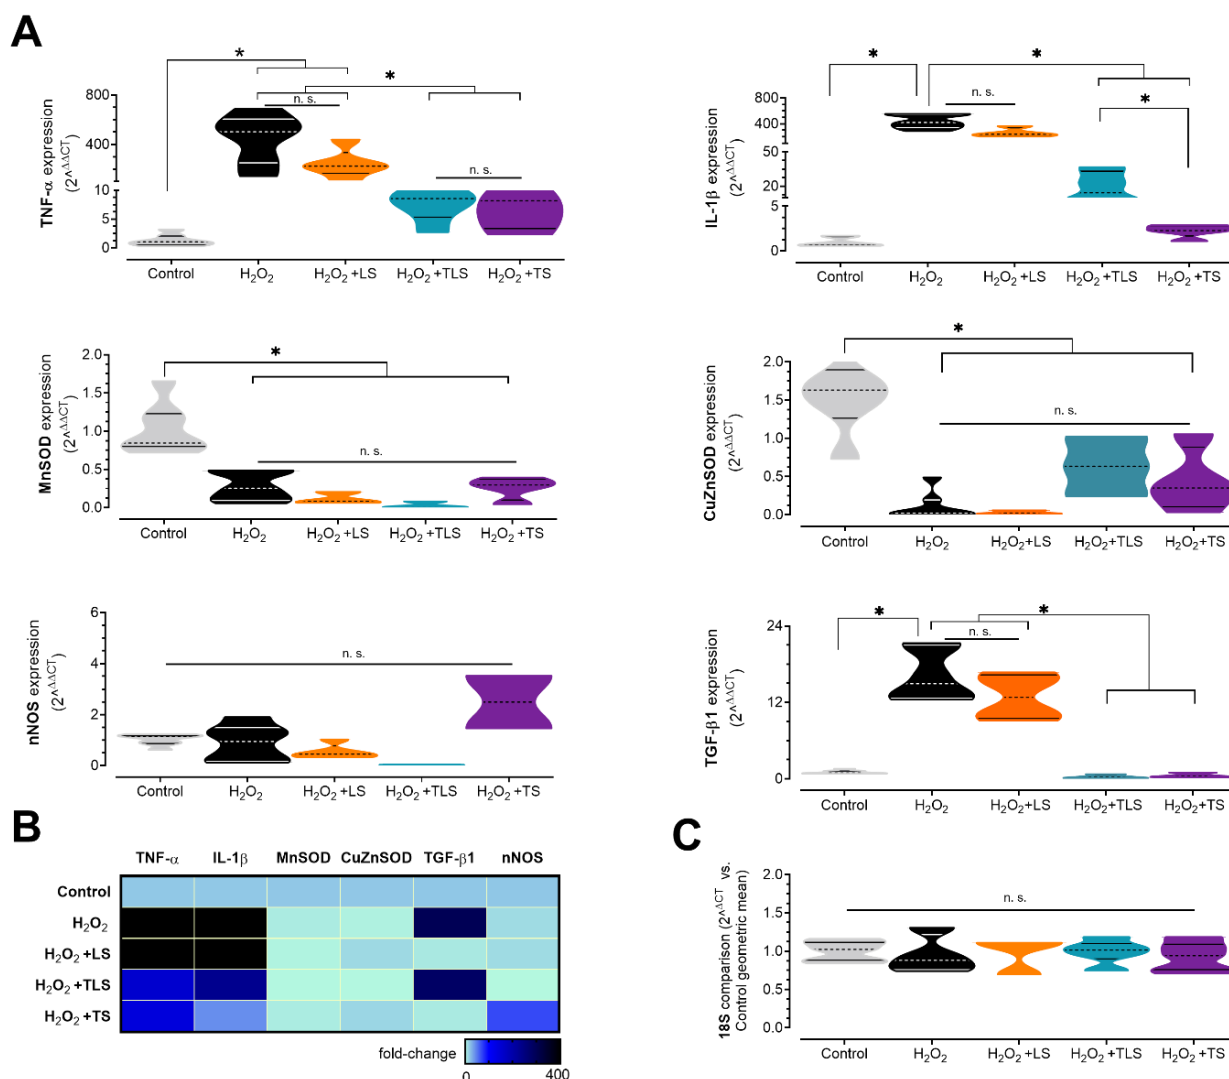 A
*
*
n. s.
n. s.
TNF-α expression
(2^ΔΔCT)
800
400
10
5
0
Control
H₂O₂
H₂O₂ +LS
H₂O₂ +TLS
H₂O₂ +TS
*
*
n. s.
*
IL-1β expression
(2^ΔΔCT)
800
400
50
20
5
0
Control
H₂O₂
H₂O₂ +LS
H₂O₂ +TLS
H₂O₂ +TS
*
n. s.
MnSOD expression
(2^ΔΔCT)
2.0
1.5
1.0
0.5
0.0
Control
H₂O₂
H₂O₂ +LS
H₂O₂ +TLS
H₂O₂ +TS
*
n. s.
CuZnSOD expression
(2^ΔΔCT)
2.0
1.5
1.0
0.5
0.0
Control
H₂O₂
H₂O₂+LS
H₂O₂+TLS
H₂O₂+TS
n. s.
nNOS expression
(2^ΔΔCT)
6
4
2
0
Control
H₂O₂
H₂O₂ +LS
H₂O₂ +TLS
H₂O₂ +TS
*
*
n. s.
TGF-β1 expression
(2^ΔΔCT)
24
12
0
Control
H₂O₂
H₂O₂+LS
H₂O₂+TLS
H₂O₂+TS
B
TNF-α IL-1β MnSOD CuZnSOD TGF-β1 nNOS
Control
H₂O₂
H₂O₂ +LS
H₂O₂ +TLS
H₂O₂ +TS
fold-change
0 400
C
n. s.
18S comparison (2^ΔΔCT vs.
Control geometric mean)
2.0
1.5
1.0
0.5
0.0
Control
H₂O₂
H₂O₂ +LS
H₂O₂ +TLS
H₂O₂ +TS